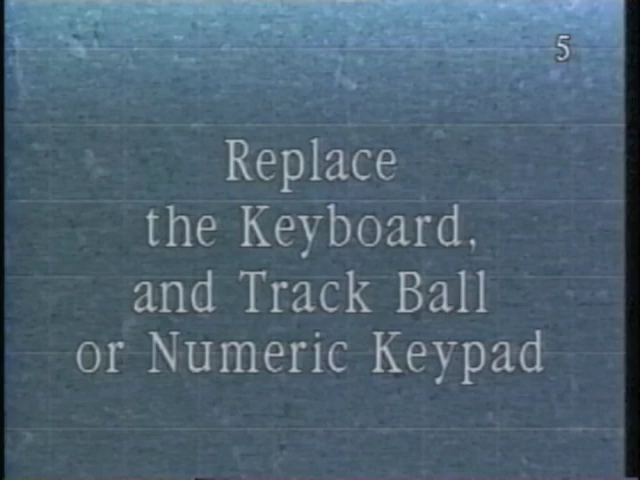 5
Replace
the Keyboard,
and Track Ball
or Numeric Keypad